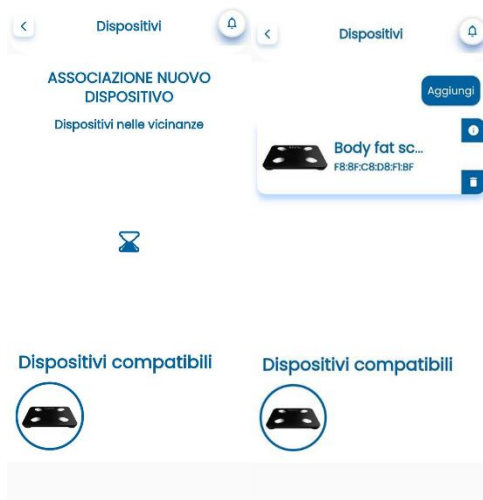 Dispositivi
ASSOCIAZIONE NUOVO
DISPOSITIVO
Dispositivi nelle vicinanze
Dispositivi compatibili
Dispositivi
Aggiungi
Body fat sc...
F8:8F:C8:D8:F1:BF
Dispositivi compatibili